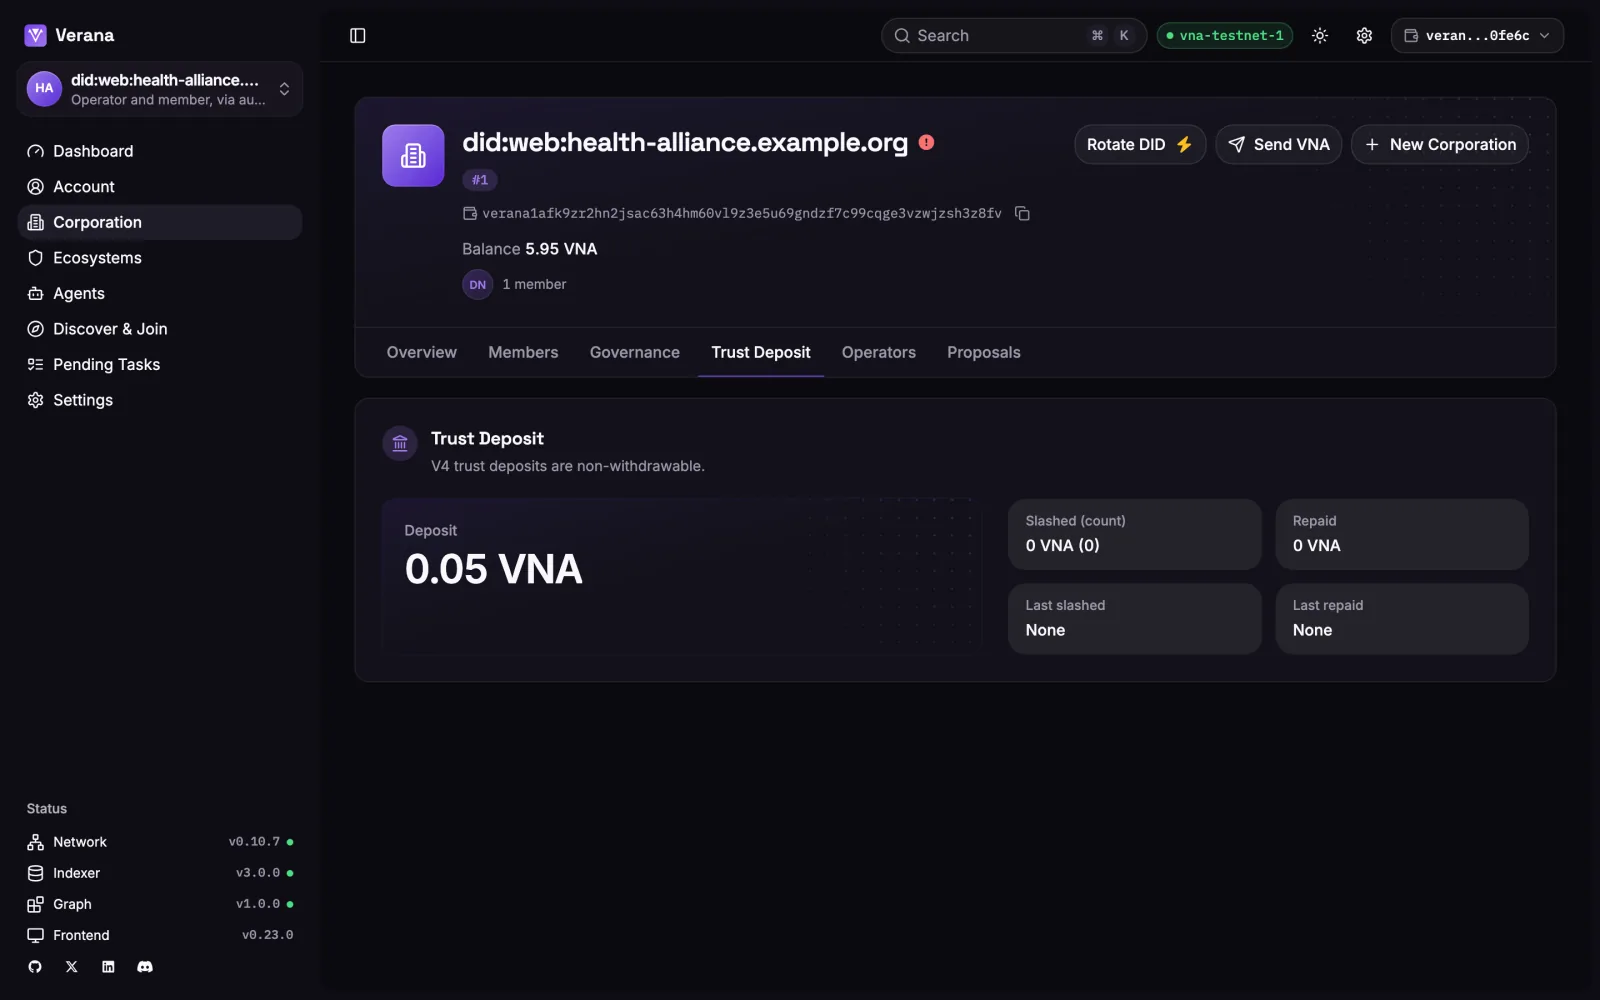 Verana
HA
did:web:health-alliance....
Operator and member, via au...
Dashboard
Account
Corporation
Ecosystems
Agents
Discover & Join
Pending Tasks
Settings
Status
Network v0.10.7
Indexer v3.0.0
Graph v1.0.0
Frontend v0.23.0
Search ⌘ K
vna-testnet-1
veran...0fe6c
did:web:health-alliance.example.org
Rotate DID
Send VNA
New Corporation
#1
verana1afk9zr2hn2jsac63h4hm60vl9z3e5u69gndzf7c99cqge3vzwjzsh3z8fv
Balance 5.95 VNA
DN 1 member
Overview Members Governance Trust Deposit Operators Proposals
Trust Deposit
V4 trust deposits are non-withdrawable.
Deposit
0.05 VNA
Slashed (count)
0 VNA (0)
Repaid
0 VNA
Last slashed
None
Last repaid
None